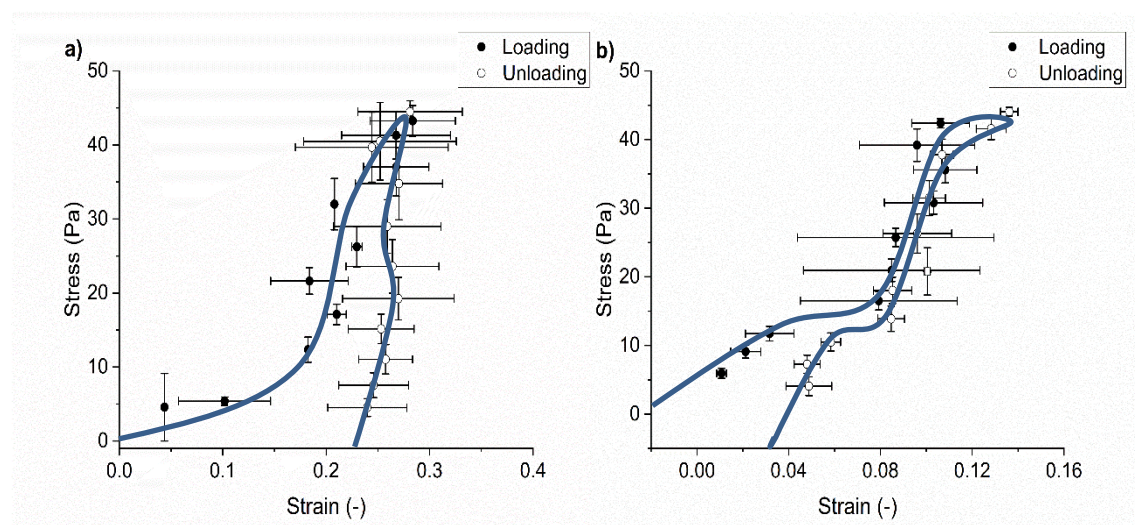 a)
Loading
Unloading
50
40
30
20
10
0
Stress (Pa)
0.0 0.1 0.2 0.3 0.4
Strain (-)
b)
Loading
Unloading
50
40
30
20
10
0
Stress (Pa)
0.00 0.04 0.08 0.12 0.16
Strain (-)